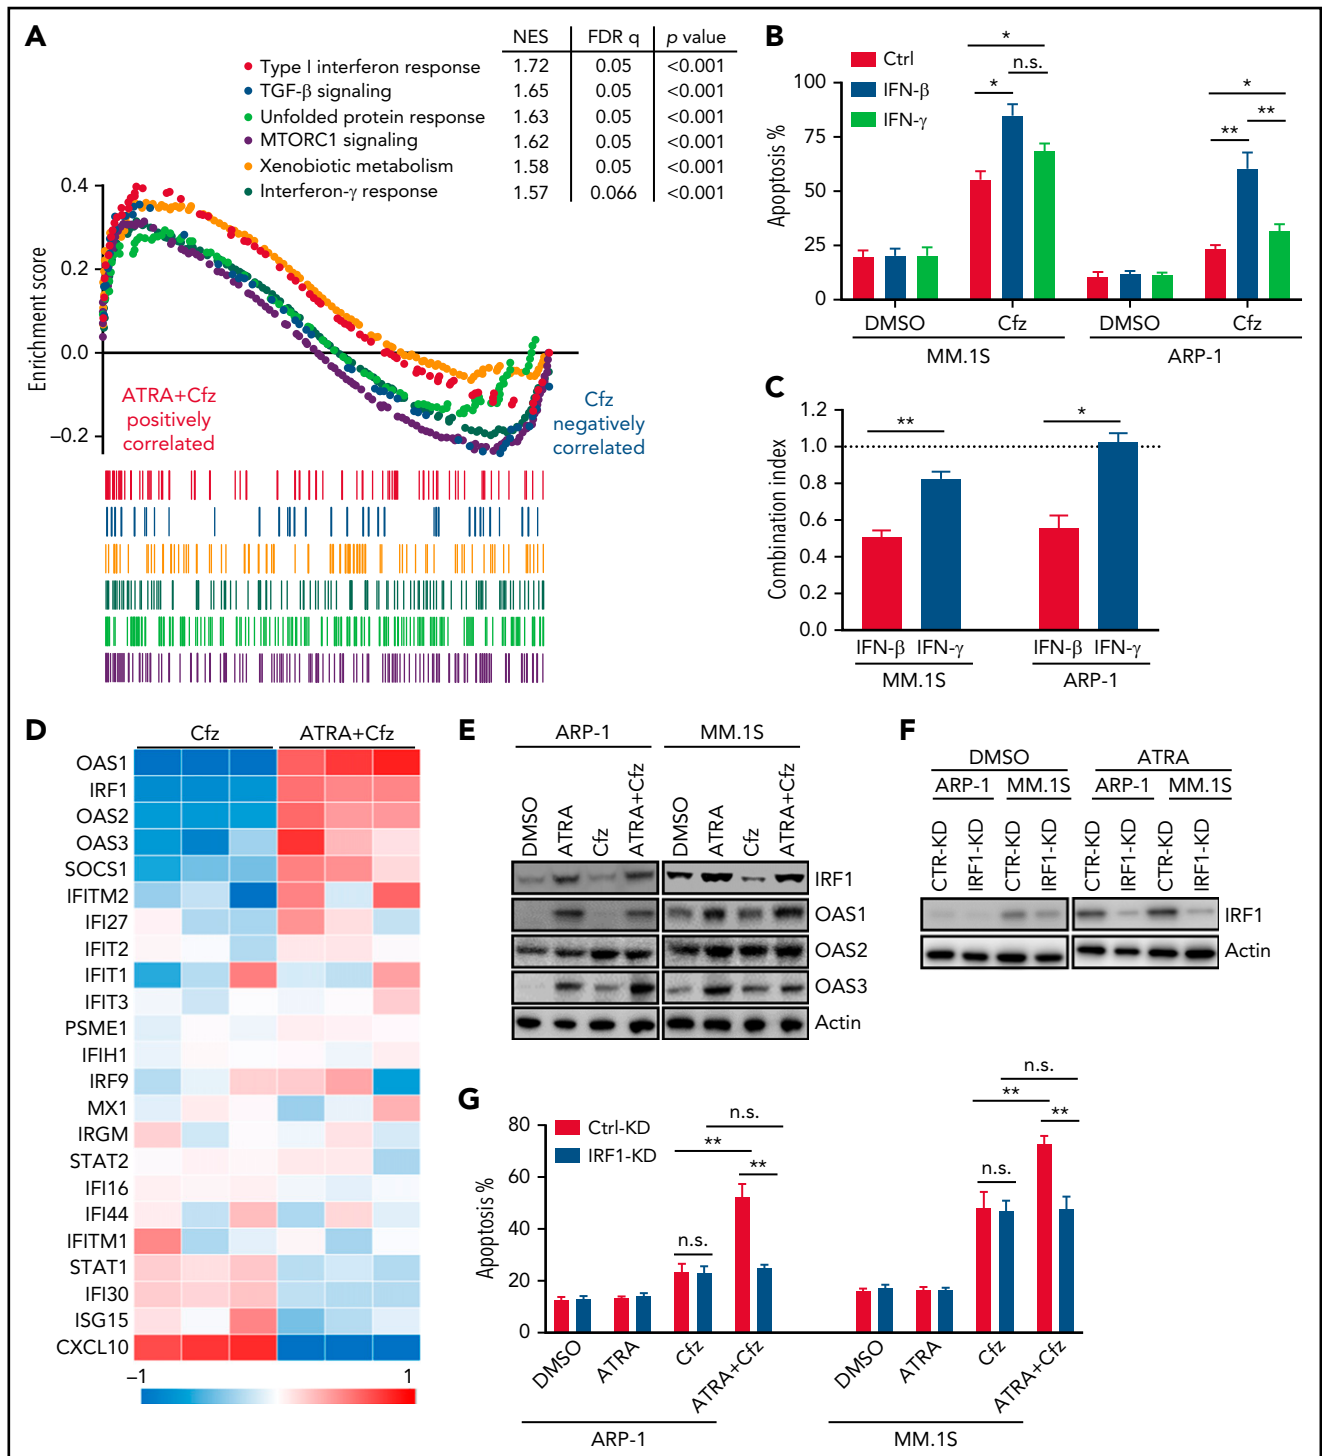 A
NES FDR q p value
Type I interferon response 1.72 0.05 <0.001
TGF-β signaling 1.65 0.05 <0.001
Unfolded protein response 1.63 0.05 <0.001
MTORC1 signaling 1.62 0.05 <0.001
Xenobiotic metabolism 1.58 0.05 <0.001
Interferon-γ response 1.57 0.066 <0.001
Enrichment score
0.4
0.2
0.0
−0.2
ATRA+Cfz
positively
correlated
Cfz
negatively
correlated
B
Ctrl
IFN-β
IFN-γ
Apoptosis %
100
75
50
25
0
*
n.s.
*
*
**
**
DMSO Cfz DMSO Cfz
MM.1S ARP-1
C
Combination index
1.2
1.0
0.8
0.6
0.4
0.2
0.0
**
*
IFN-β IFN-γ IFN-β IFN-γ
MM.1S ARP-1
D
Cfz ATRA+Cfz
OAS1
IRF1
OAS2
OAS3
SOCS1
IFITM2
IFI27
IFIT2
IFIT1
IFIT3
PSME1
IFIH1
IRF9
MX1
IRGM
STAT2
IFI16
IFI44
IFITM1
STAT1
IFI30
ISG15
CXCL10
−1 1
E
ARP-1 MM.1S
DMSO ATRA Cfz ATRA+Cfz DMSO ATRA Cfz ATRA+Cfz
IRF1
OAS1
OAS2
OAS3
Actin
F
DMSO ATRA
ARP-1 MM.1S ARP-1 MM.1S
CTR-KD IRF1-KD CTR-KD IRF1-KD CTR-KD IRF1-KD CTR-KD IRF1-KD
IRF1
Actin
G
Ctrl-KD
IRF1-KD
Apoptosis %
80
60
40
20
0
n.s.
**
**
n.s.
n.s.
**
**
n.s.
DMSO ATRA Cfz ATRA+Cfz DMSO ATRA Cfz ATRA+Cfz
ARP-1 MM.1S